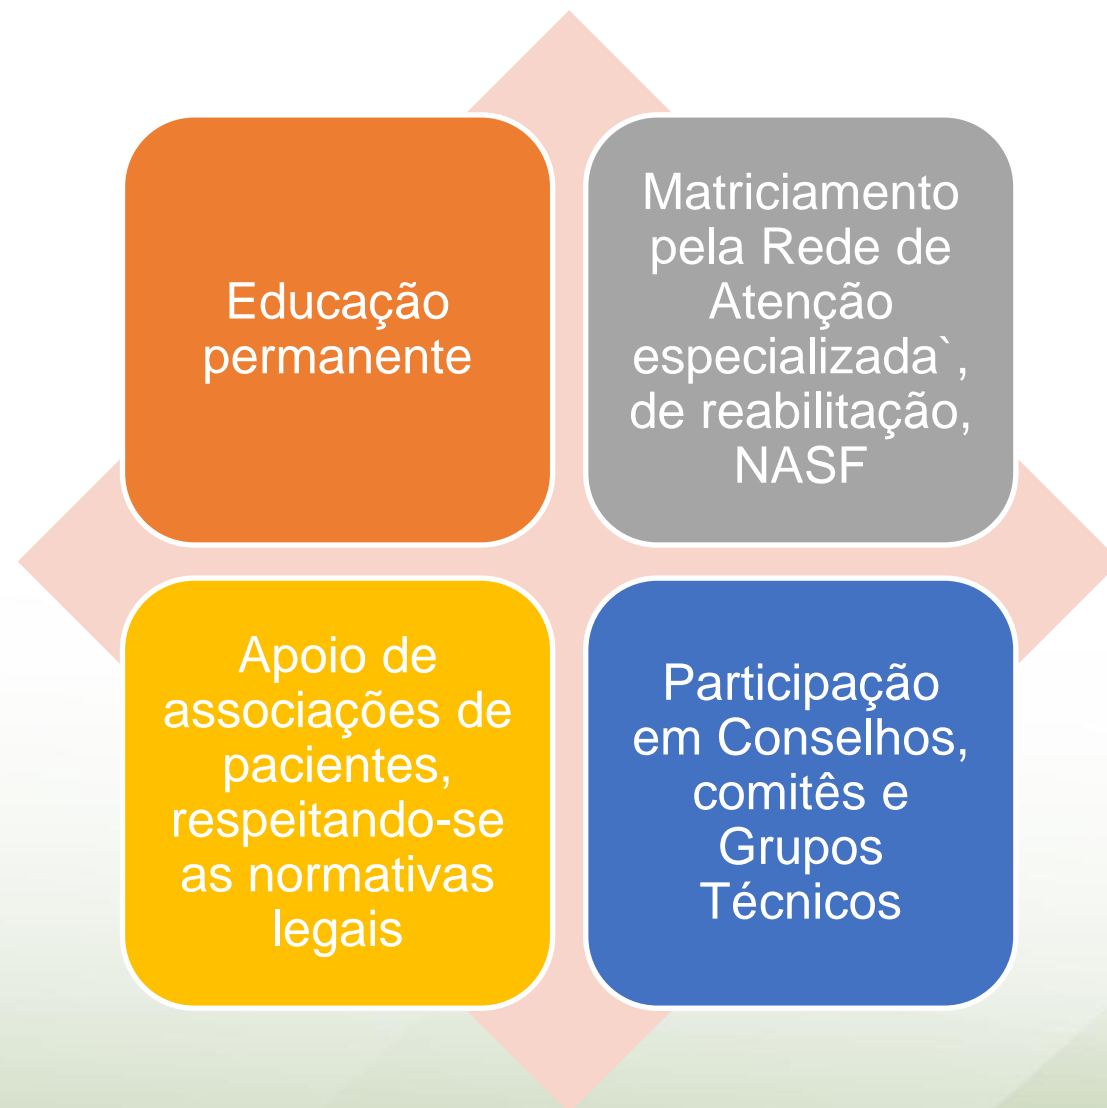 Educação
permanente
Matriciamento
pela Rede de
Atenção
especializada`,
de reabilitação,
NASF
Apoio de
associações de
pacientes,
respeitando-se
as normativas
legais
Participação
em Conselhos,
comitês e
Grupos
Técnicos